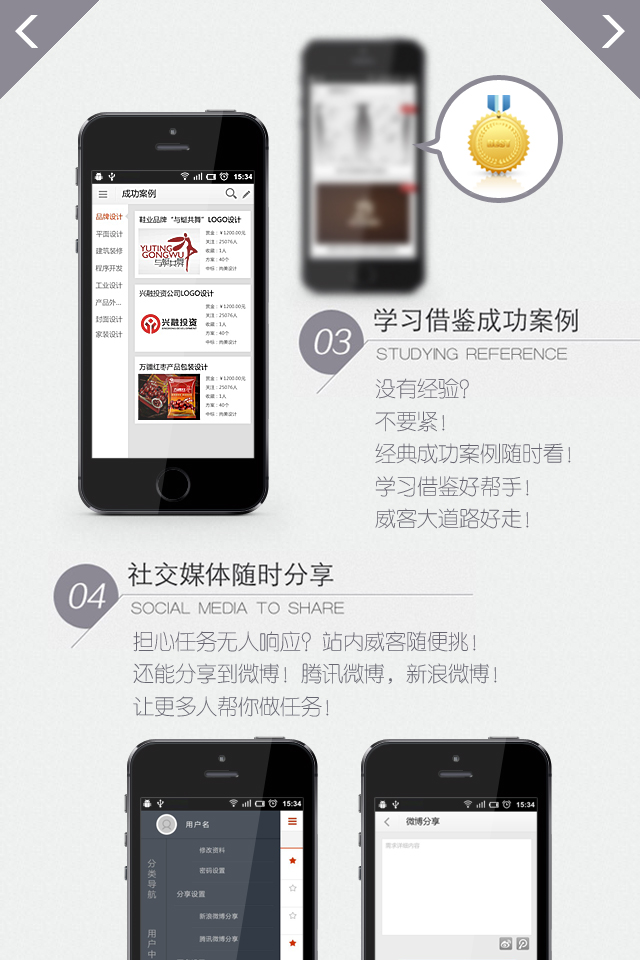 15:34
成功案例
品牌设计
平面设计
建筑装修
程序开发
工业设计
产品外...
封面设计
家装设计
鞋业品牌“与艇共舞”LOGO设计
YUTING
GONGWU
与艇共舞
赏金：￥1200.00元
关注：25076人
收藏：1人
方案：40个
中标：尚美设计
兴融投资公司LOGO设计
兴融投资
赏金：￥1200.00元
关注：25076人
收藏：1人
方案：40个
中标：尚美设计
万疆红枣产品包装设计
赏金：￥1200.00元
关注：25076人
收藏：1人
方案：40个
中标：尚美设计
03
学习借鉴成功案例
STUDYING REFERENCE
没有经验?
不要紧!
经典成功案例随时看!
学习借鉴好帮手!
威客大道路好走!
04
社交媒体随时分享
SOCIAL MEDIA TO SHARE
担心任务无人响应? 站内威客随便挑!
还能分享到微博! 腾讯微博，新浪微博!
让更多人帮你做任务!
15:34
用户名
修改资料
密码设置
分享设置
新浪微博分享
腾讯微博分享
分类导航
用户中
15:34
微博分享
需求详细内容